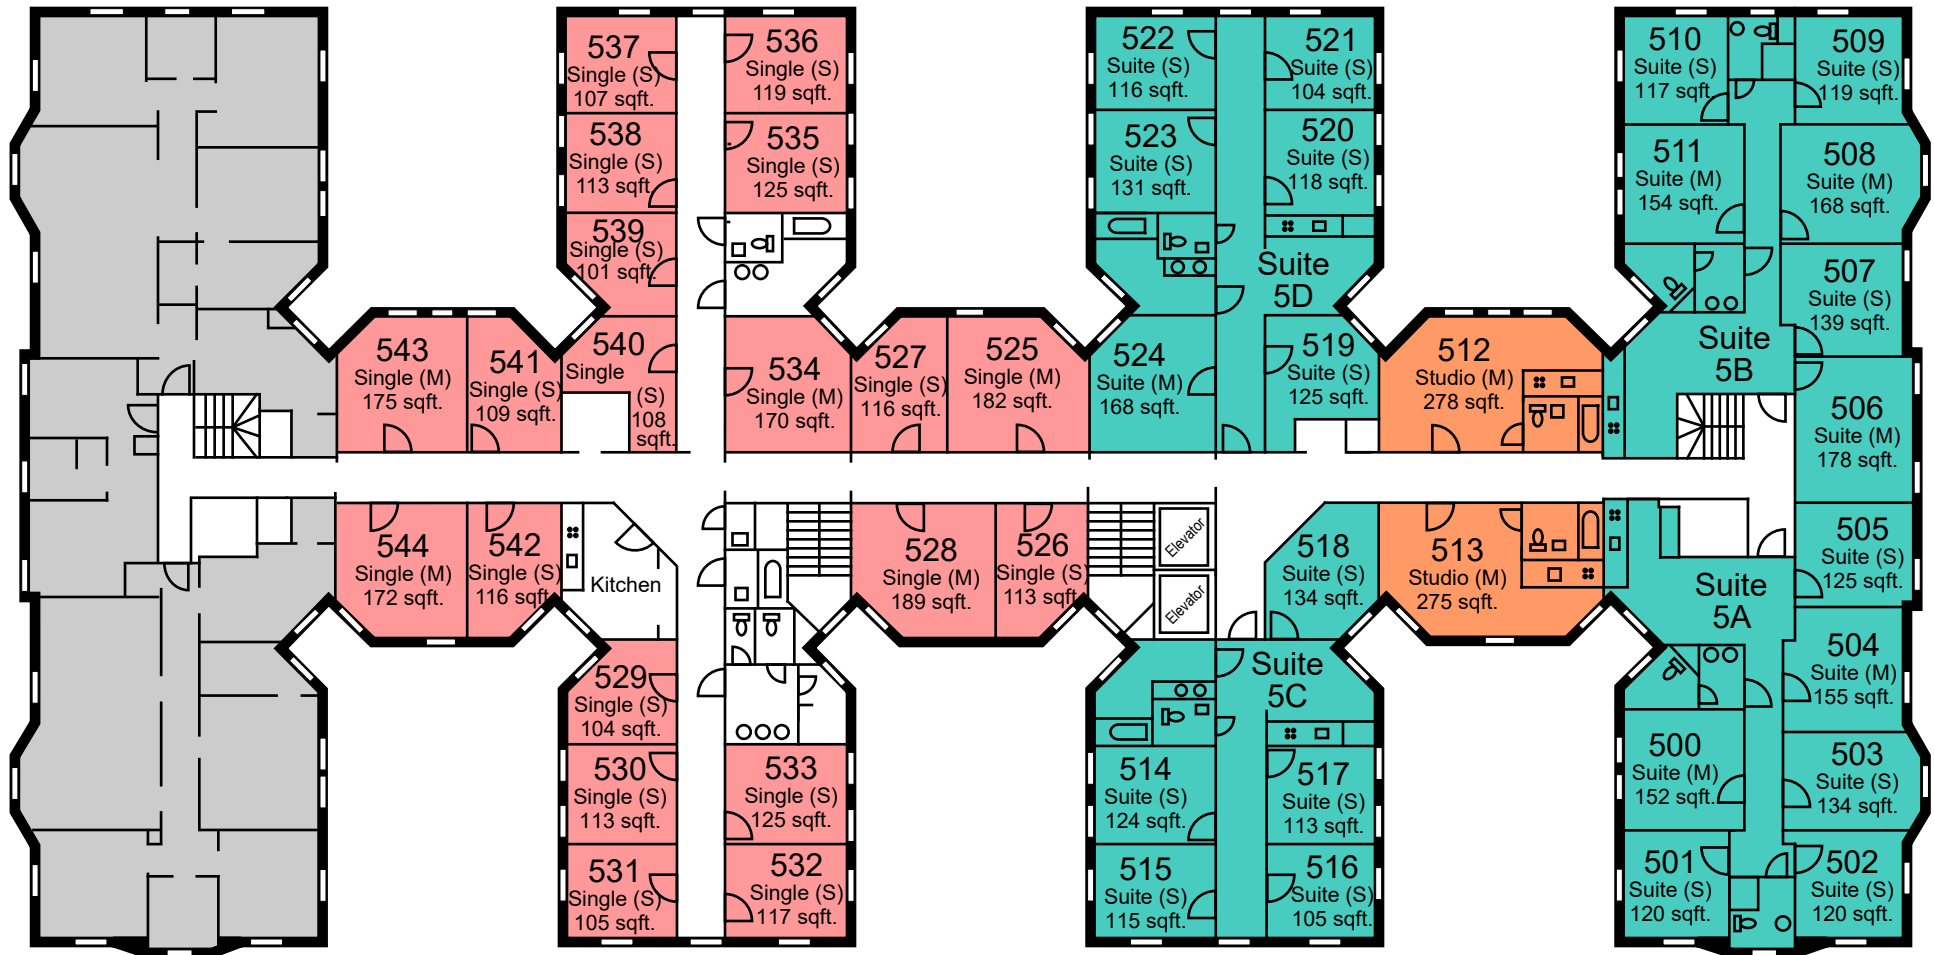 537
Single (S)
107 sqft.
536
Single (S)
119 sqft.
522
Suite (S)
116 sqft.
521
Suite (S)
104 sqft.
510
Suite (S)
117 sqft.
509
Suite (S)
119 sqft.
538
Single (S)
113 sqft.
535
Single (S)
125 sqft.
523
Suite (S)
131 sqft.
520
Suite (S)
118 sqft.
511
Suite (M)
154 sqft.
508
Suite (M)
168 sqft.
539
Single (S)
101 sqft.
Suite
5D
507
Suite (S)
139 sqft.
543
Single (M)
175 sqft.
541
Single (S)
109 sqft.
540
Single
(S)
108
sqft.
534
Single (M)
170 sqft.
527
Single (S)
116 sqft.
525
Single (M)
182 sqft.
524
Suite (M)
168 sqft.
519
Suite (S)
125 sqft.
512
Studio (M)
278 sqft.
Suite
5B
506
Suite (M)
178 sqft.
544
Single (M)
172 sqft.
542
Single (S)
116 sqft.
Kitchen
528
Single (M)
189 sqft.
526
Single (S)
113 sqft.
Elevator
Elevator
518
Suite (S)
134 sqft.
513
Studio (M)
275 sqft.
Suite
5A
505
Suite (S)
125 sqft.
529
Single (S)
104 sqft.
Suite
5C
504
Suite (M)
155 sqft.
530
Single (S)
113 sqft.
533
Single (S)
125 sqft.
514
Suite (S)
124 sqft.
517
Suite (S)
113 sqft.
500
Suite (M)
152 sqft.
503
Suite (S)
134 sqft.
531
Single (S)
105 sqft.
532
Single (S)
117 sqft.
515
Suite (S)
115 sqft.
516
Suite (S)
105 sqft.
501
Suite (S)
120 sqft.
502
Suite (S)
120 sqft.